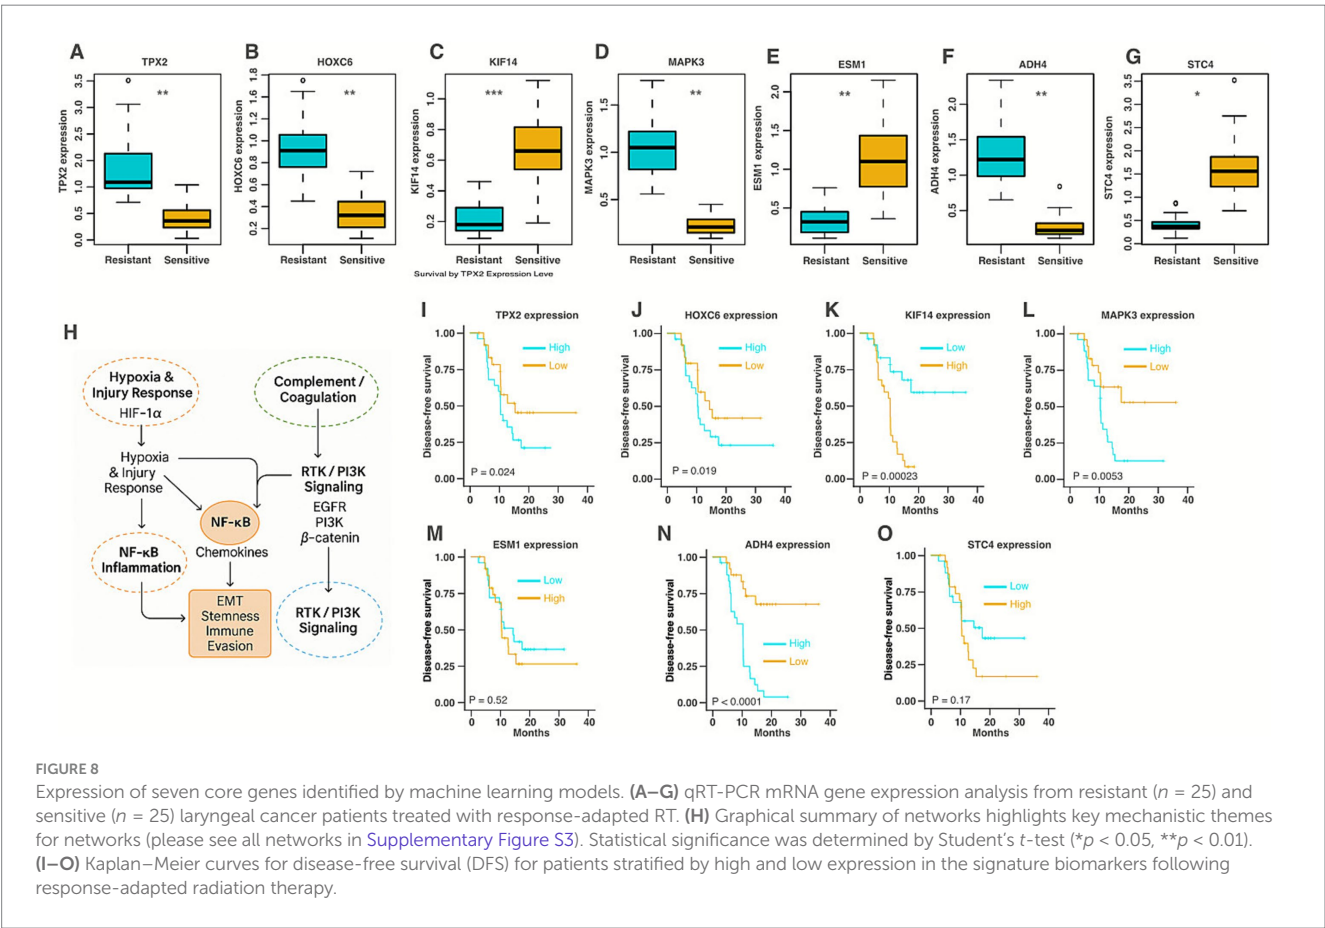 A
TPX2
**
TPX2 expression
3.5
3.0
2.5
2.0
1.5
1.0
0.5
0.0
Resistant Sensitive
B
HOXC6
**
HOXC6 expression
1.8
1.6
1.4
1.2
1.0
0.8
0.6
0.4
0.2
Resistant Sensitive
C
KIF14
***
KIF14 expression
1.0
0.8
0.6
0.4
0.2
Resistant Sensitive
Survival by TPX2 Expression Leve
D
MAPK3
**
MAPK3 expression
1.5
1.0
0.5
Resistant Sensitive
E
ESM1
**
ESM1 expression
2.0
1.5
1.0
0.5
Resistant Sensitive
F
ADH4
**
ADH4 expression
2.0
1.5
1.0
0.5
Resistant Sensitive
G
STC4
*
STC4 expression
3.5
3.0
2.5
2.0
1.5
1.0
0.5
0.0
Resistant Sensitive
H
Hypoxia &
Injury Response
HIF-1α
Complement /
Coagulation
Hypoxia
& Injury
Response
RTK / PI3K
Signaling
EGFR
PI3K
β-catenin
NF-κB
Chemokines
NF-κB
Inflammation
EMT
Stemness
Immune
Evasion
RTK / PI3K
Signaling
I
TPX2 expression
Disease-free survival
1.00
0.75
0.50
0.25
0.00
High
Low
P = 0.024
0 10 20 30 40
Months
J
HOXC6 expression
Disease-free survival
1.00
0.75
0.50
0.25
0.00
High
Low
P = 0.019
0 10 20 30 40
Months
K
KIF14 expression
Disease-free survival
1.00
0.75
0.50
0.25
0.00
Low
High
P = 0.00023
0 10 20 30 40
Months
L
MAPK3 expression
Disease-free survival
1.00
0.75
0.50
0.25
0.00
High
Low
P = 0.0053
0 10 20 30 40
Months
M
ESM1 expression
Disease-free survival
1.00
0.75
0.50
0.25
0.00
Low
High
P = 0.52
0 10 20 30 40
Months
N
ADH4 expression
Disease-free survival
1.00
0.75
0.50
0.25
0.00
High
Low
P < 0.0001
0 10 20 30 40
Months
O
STC4 expression
Disease-free survival
1.00
0.75
0.50
0.25
0.00
Low
High
P = 0.17
0 10 20 30 40
Months
FIGURE 8
Expression of seven core genes identified by machine learning models. (A–G) qRT-PCR mRNA gene expression analysis from resistant (n = 25) and
sensitive (n = 25) laryngeal cancer patients treated with response-adapted RT. (H) Graphical summary of networks highlights key mechanistic themes
for networks (please see all networks in Supplementary Figure S3). Statistical significance was determined by Student's t-test (*p < 0.05, **p < 0.01).
(I–O) Kaplan–Meier curves for disease-free survival (DFS) for patients stratified by high and low expression in the signature biomarkers following
response-adapted radiation therapy.